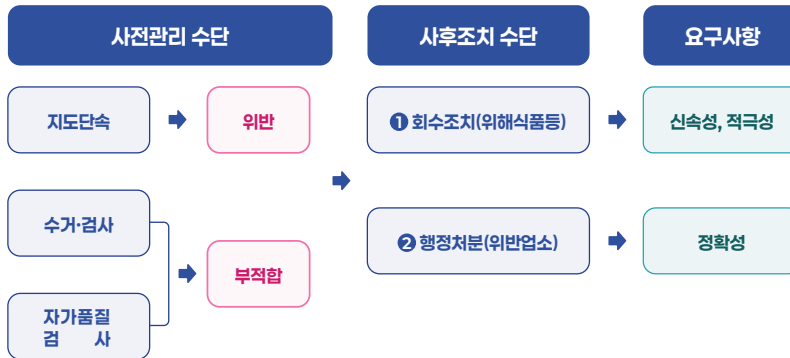 사전관리 수단
사후조치 수단
요구사항
지도단속
위반
❶ 회수조치(위해식품등)
신속성, 적극성
수거·검사
부적합
❷ 행정처분(위반업소)
정확성
자가품질
검 사